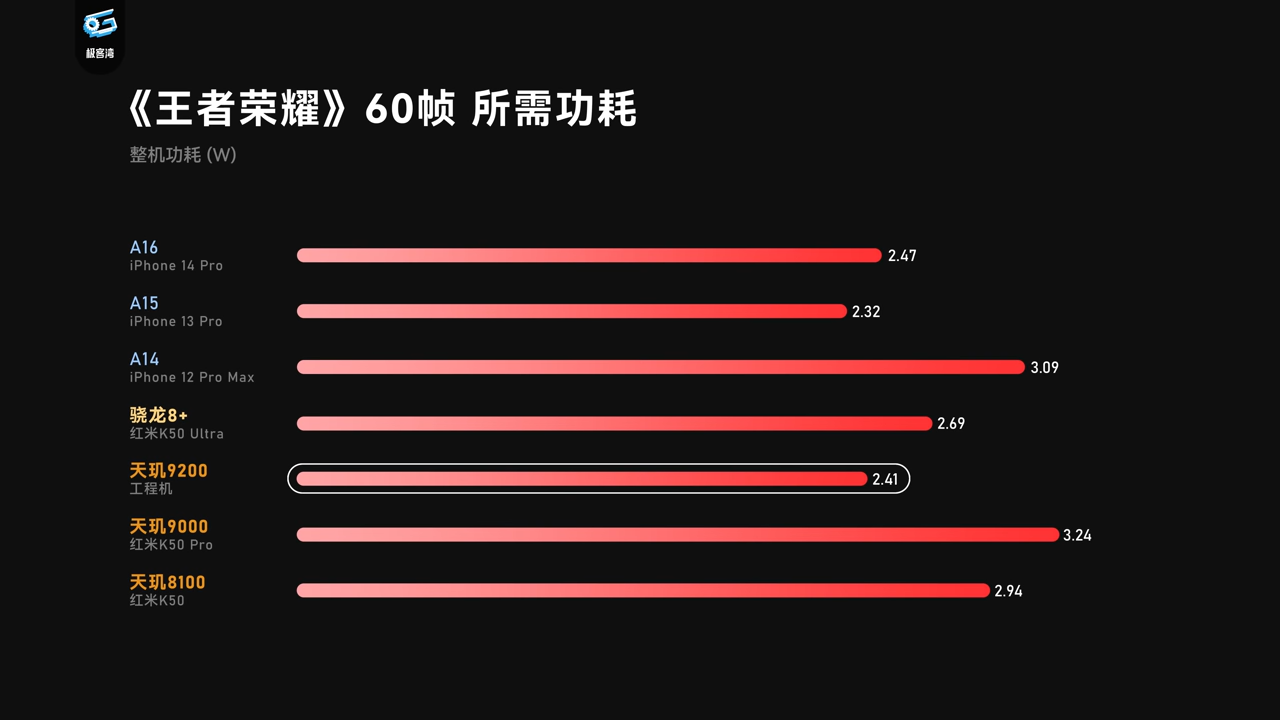 极客湾
《王者荣耀》60帧 所需功耗
整机功耗 (W)
A16
iPhone 14 Pro
2.47
A15
iPhone 13 Pro
2.32
A14
iPhone 12 Pro Max
3.09
骁龙8+
红米K50 Ultra
2.69
天玑9200
工程机
2.41
天玑9000
红米K50 Pro
3.24
天玑8100
红米K50
2.94